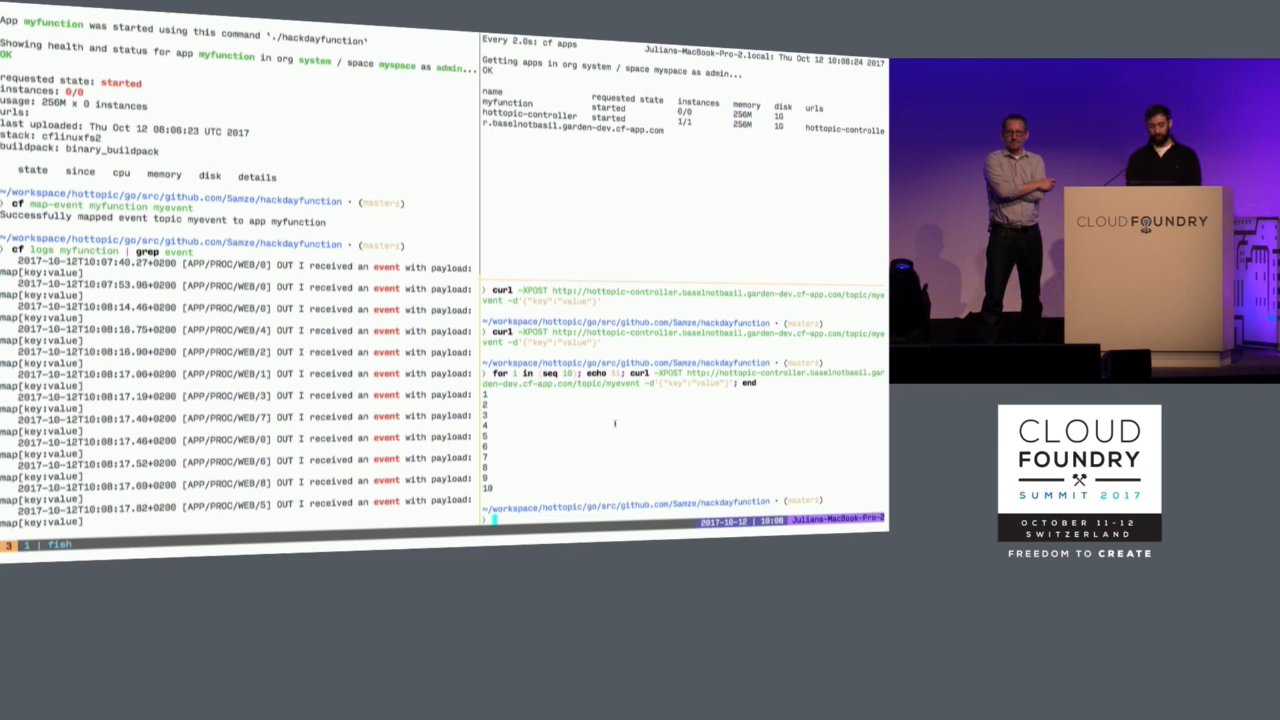 App myfunction was started using this command `./hackdayfunction`
Showing health and status for app myfunction in org system / space myspace as admin...
OK
requested state: started
instances: 0/0
usage: 256M x 0 instances
urls:
last uploaded: Thu Oct 12 08:06:23 UTC 2017
stack: cflinuxfs2
buildpack: binary_buildpack
state since cpu memory disk details
~/workspace/hottopic/go/src/github.com/Samze/hackdayfunction • (master≠)
❯ cf map-event myfunction myevent
Successfully mapped event topic myevent to app myfunction
~/workspace/hottopic/go/src/github.com/Samze/hackdayfunction • (master≠)
❯ cf logs myfunction | grep event
2017-10-12T10:07:40.27+0200 [APP/PROC/WEB/0] OUT I received an event with payload:
map[key:value]
2017-10-12T10:07:53.96+0200 [APP/PROC/WEB/0] OUT I received an event with payload:
map[key:value]
2017-10-12T10:08:14.46+0200 [APP/PROC/WEB/0] OUT I received an event with payload:
map[key:value]
2017-10-12T10:08:16.75+0200 [APP/PROC/WEB/4] OUT I received an event with payload:
map[key:value]
2017-10-12T10:08:16.90+0200 [APP/PROC/WEB/2] OUT I received an event with payload:
map[key:value]
2017-10-12T10:08:17.06+0200 [APP/PROC/WEB/1] OUT I received an event with payload:
map[key:value]
2017-10-12T10:08:17.19+0200 [APP/PROC/WEB/3] OUT I received an event with payload:
map[key:value]
2017-10-12T10:08:17.40+0200 [APP/PROC/WEB/7] OUT I received an event with payload:
map[key:value]
2017-10-12T10:08:17.46+0200 [APP/PROC/WEB/0] OUT I received an event with payload:
map[key:value]
2017-10-12T10:08:17.52+0200 [APP/PROC/WEB/6] OUT I received an event with payload:
map[key:value]
2017-10-12T10:08:17.69+0200 [APP/PROC/WEB/8] OUT I received an event with payload:
map[key:value]
2017-10-12T10:08:17.82+0200 [APP/PROC/WEB/5] OUT I received an event with payload:
map[key:value]
3 1 | fish
Every 2.0s: cf apps Julians-MacBook-Pro-2.local: Thu Oct 12 10:08:24 2017
Getting apps in org system / space myspace as admin...
OK
name requested state instances memory disk urls
myfunction started 0/0 256M 10
hottopic-controller started 1/1 256M 10 hottopic-controlle
r.baselnotbasil.garden-dev.cf-app.com
❯ curl -XPOST http://hottopic-controller.baselnotbasil.garden-dev.cf-app.com/topic/mye
vent -d'{"key":"value"}'
~/workspace/hottopic/go/src/github.com/Samze/hackdayfunction • (master≠)
❯ curl -XPOST http://hottopic-controller.baselnotbasil.garden-dev.cf-app.com/topic/mye
vent -d'{"key":"value"}'
~/workspace/hottopic/go/src/github.com/Samze/hackdayfunction • (master≠)
❯ for i in (seq 10); echo $i; curl -XPOST http://hottopic-controller.baselnotbasil.gar
den-dev.cf-app.com/topic/myevent -d'{"key":"value"}'; end
1
2
3
4
5
6
7
8
9
10
~/workspace/hottopic/go/src/github.com/Samze/hackdayfunction • (master≠)
❯
2017-10-12 | 10:08 Julians-MacBook-Pro-2
CLOUD FOUNDRY
CLOUD
FOUNDRY
SUMMIT 2017
OCTOBER 11-12
SWITZERLAND
FREEDOM TO CREATE